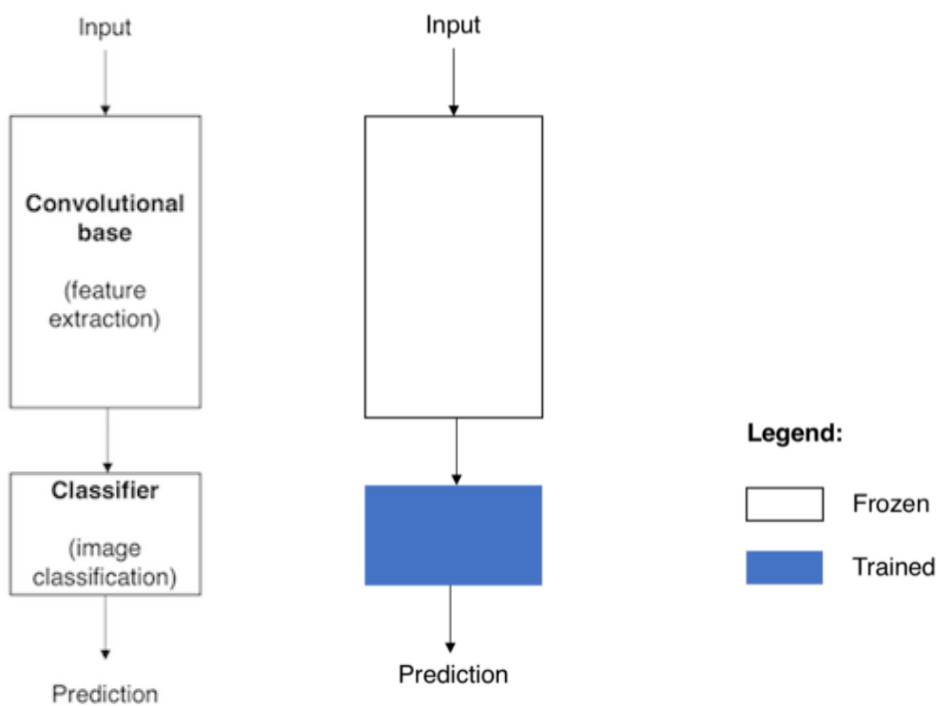 Input
Convolutional
base
(feature
extraction)
Classifier
(image
classification)
Prediction
Input
Prediction
Legend:
Frozen
Trained